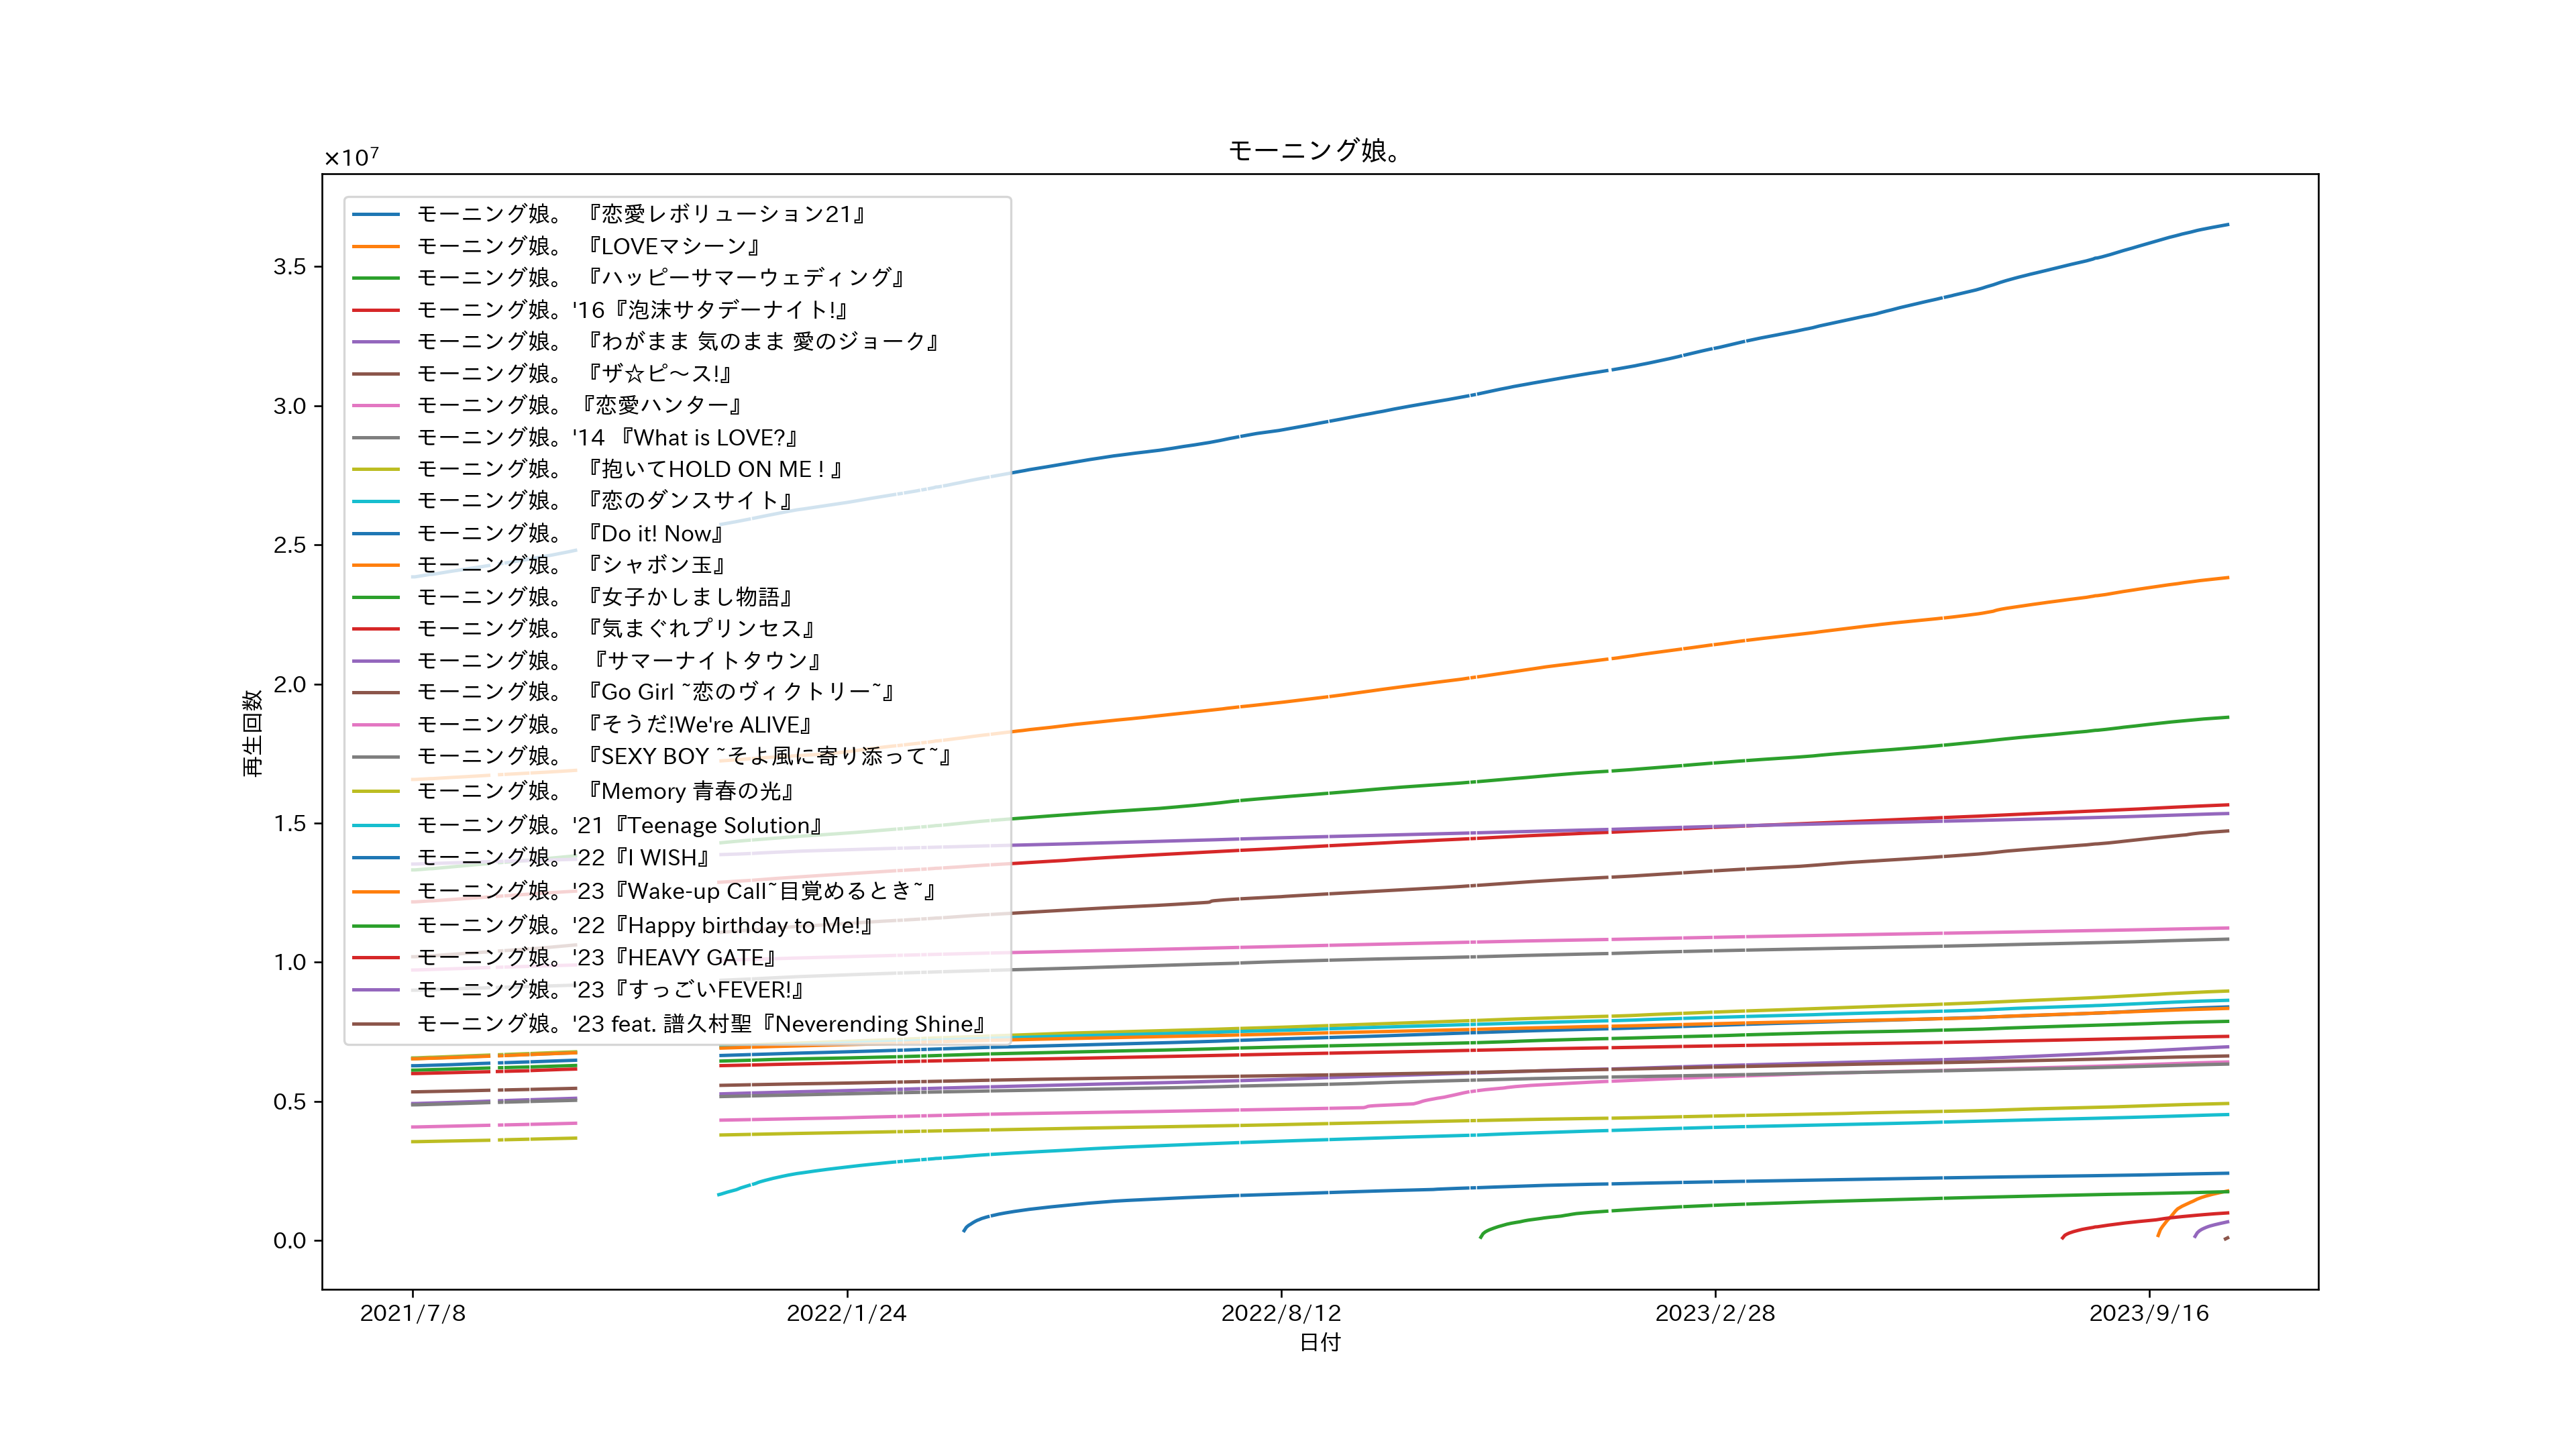 モーニング娘。
×10⁷
3.5
3.0
2.5
2.0
1.5
1.0
0.5
0.0
再生回数
モーニング娘。 『恋愛レボリューション21』
モーニング娘。 『LOVEマシーン』
モーニング娘。 『ハッピーサマーウェディング』
モーニング娘。'16『泡沫サタデーナイト!』
モーニング娘。 『わがまま 気のまま 愛のジョーク』
モーニング娘。 『ザ☆ピ〜ス!』
モーニング娘。『恋愛ハンター』
モーニング娘。'14 『What is LOVE?』
モーニング娘。 『抱いてHOLD ON ME ! 』
モーニング娘。 『恋のダンスサイト』
モーニング娘。 『Do it! Now』
モーニング娘。 『シャボン玉』
モーニング娘。 『女子かしまし物語』
モーニング娘。 『気まぐれプリンセス』
モーニング娘。  『サマーナイトタウン』
モーニング娘。 『Go Girl ~恋のヴィクトリー~』
モーニング娘。 『そうだ!We're ALIVE』
モーニング娘。 『SEXY BOY ~そよ風に寄り添って~』
モーニング娘。 『Memory 青春の光』
モーニング娘。'21『Teenage Solution』
モーニング娘。'22『I WISH』
モーニング娘。'23『Wake-up Call~目覚めるとき~』
モーニング娘。'22『Happy birthday to Me!』
モーニング娘。'23『HEAVY GATE』
モーニング娘。'23『すっごいFEVER!』
モーニング娘。'23 feat. 譜久村聖『Neverending Shine』
2021/7/8
2022/1/24
2022/8/12
2023/2/28
2023/9/16
日付